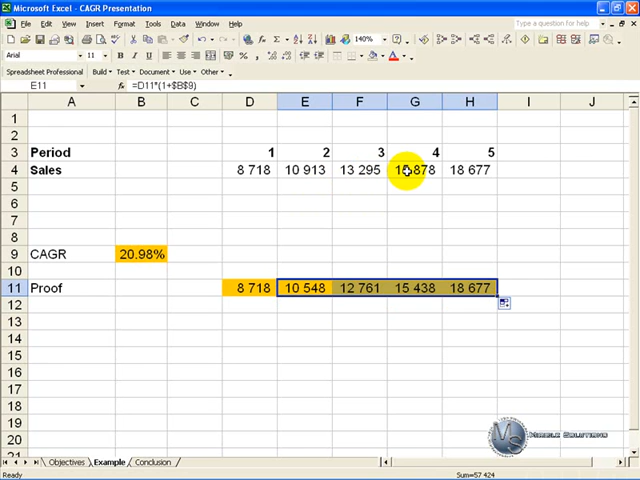 Microsoft Excel - CAGR Presentation
File Edit View Insert Format Tools Data Window Help
Type a question for help
140%
Spreadsheet Professional Build Test Document Use Other
E11 =D11*(1+$B$9)
A B C D E F G H I J
1
2
3 Period 1 2 3 4 5
4 Sales 8 718 10 913 13 295 15 878 18 677
5
6
7
8
9 CAGR 20.98%
10
11 Proof 8 718 10 548 12 761 15 438 18 677
12
13
14
15
16
17
18
19
20
21
Objectives Example Conclusion
Ready Sum=57 424